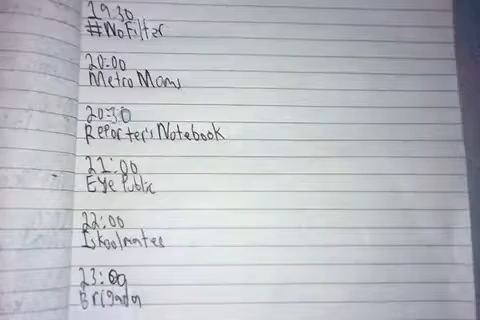 19:30
#NoFilter
20:00
Metro Moms
20:30
Reporter's Notebook
21:00
Eye Public
22:00
Iskoolmates
23:00
Brigada